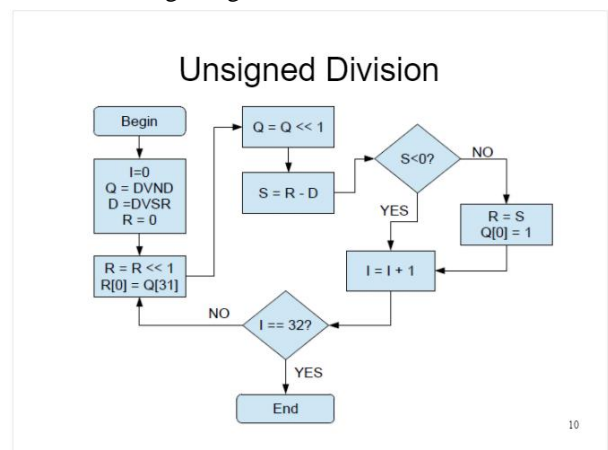 Unsigned Division
Begin
I=0
Q = DVND
D =DVSR
R = 0
R = R << 1
R[0] = Q[31]
Q = Q << 1
S = R - D
S<0?
NO
YES
R = S
Q[0] = 1
I = I + 1
I == 32?
NO
YES
End
10